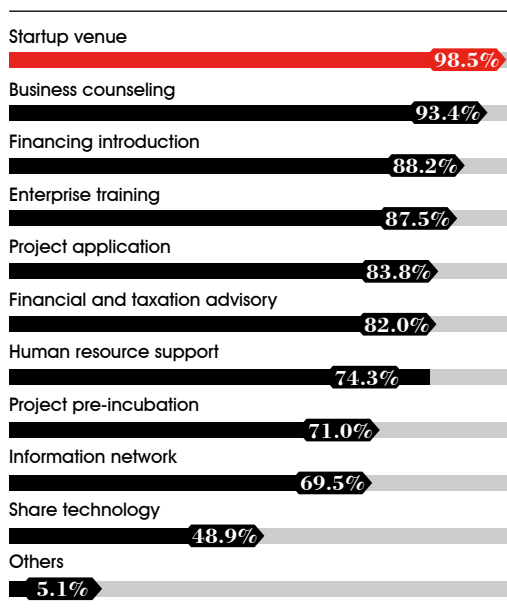 Startup venue
98.5%
Business counseling
93.4%
Financing introduction
88.2%
Enterprise training
87.5%
Project application
83.8%
Financial and taxation advisory
82.0%
Human resource support
74.3%
Project pre-incubation
71.0%
Information network
69.5%
Share technology
48.9%
Others
5.1%